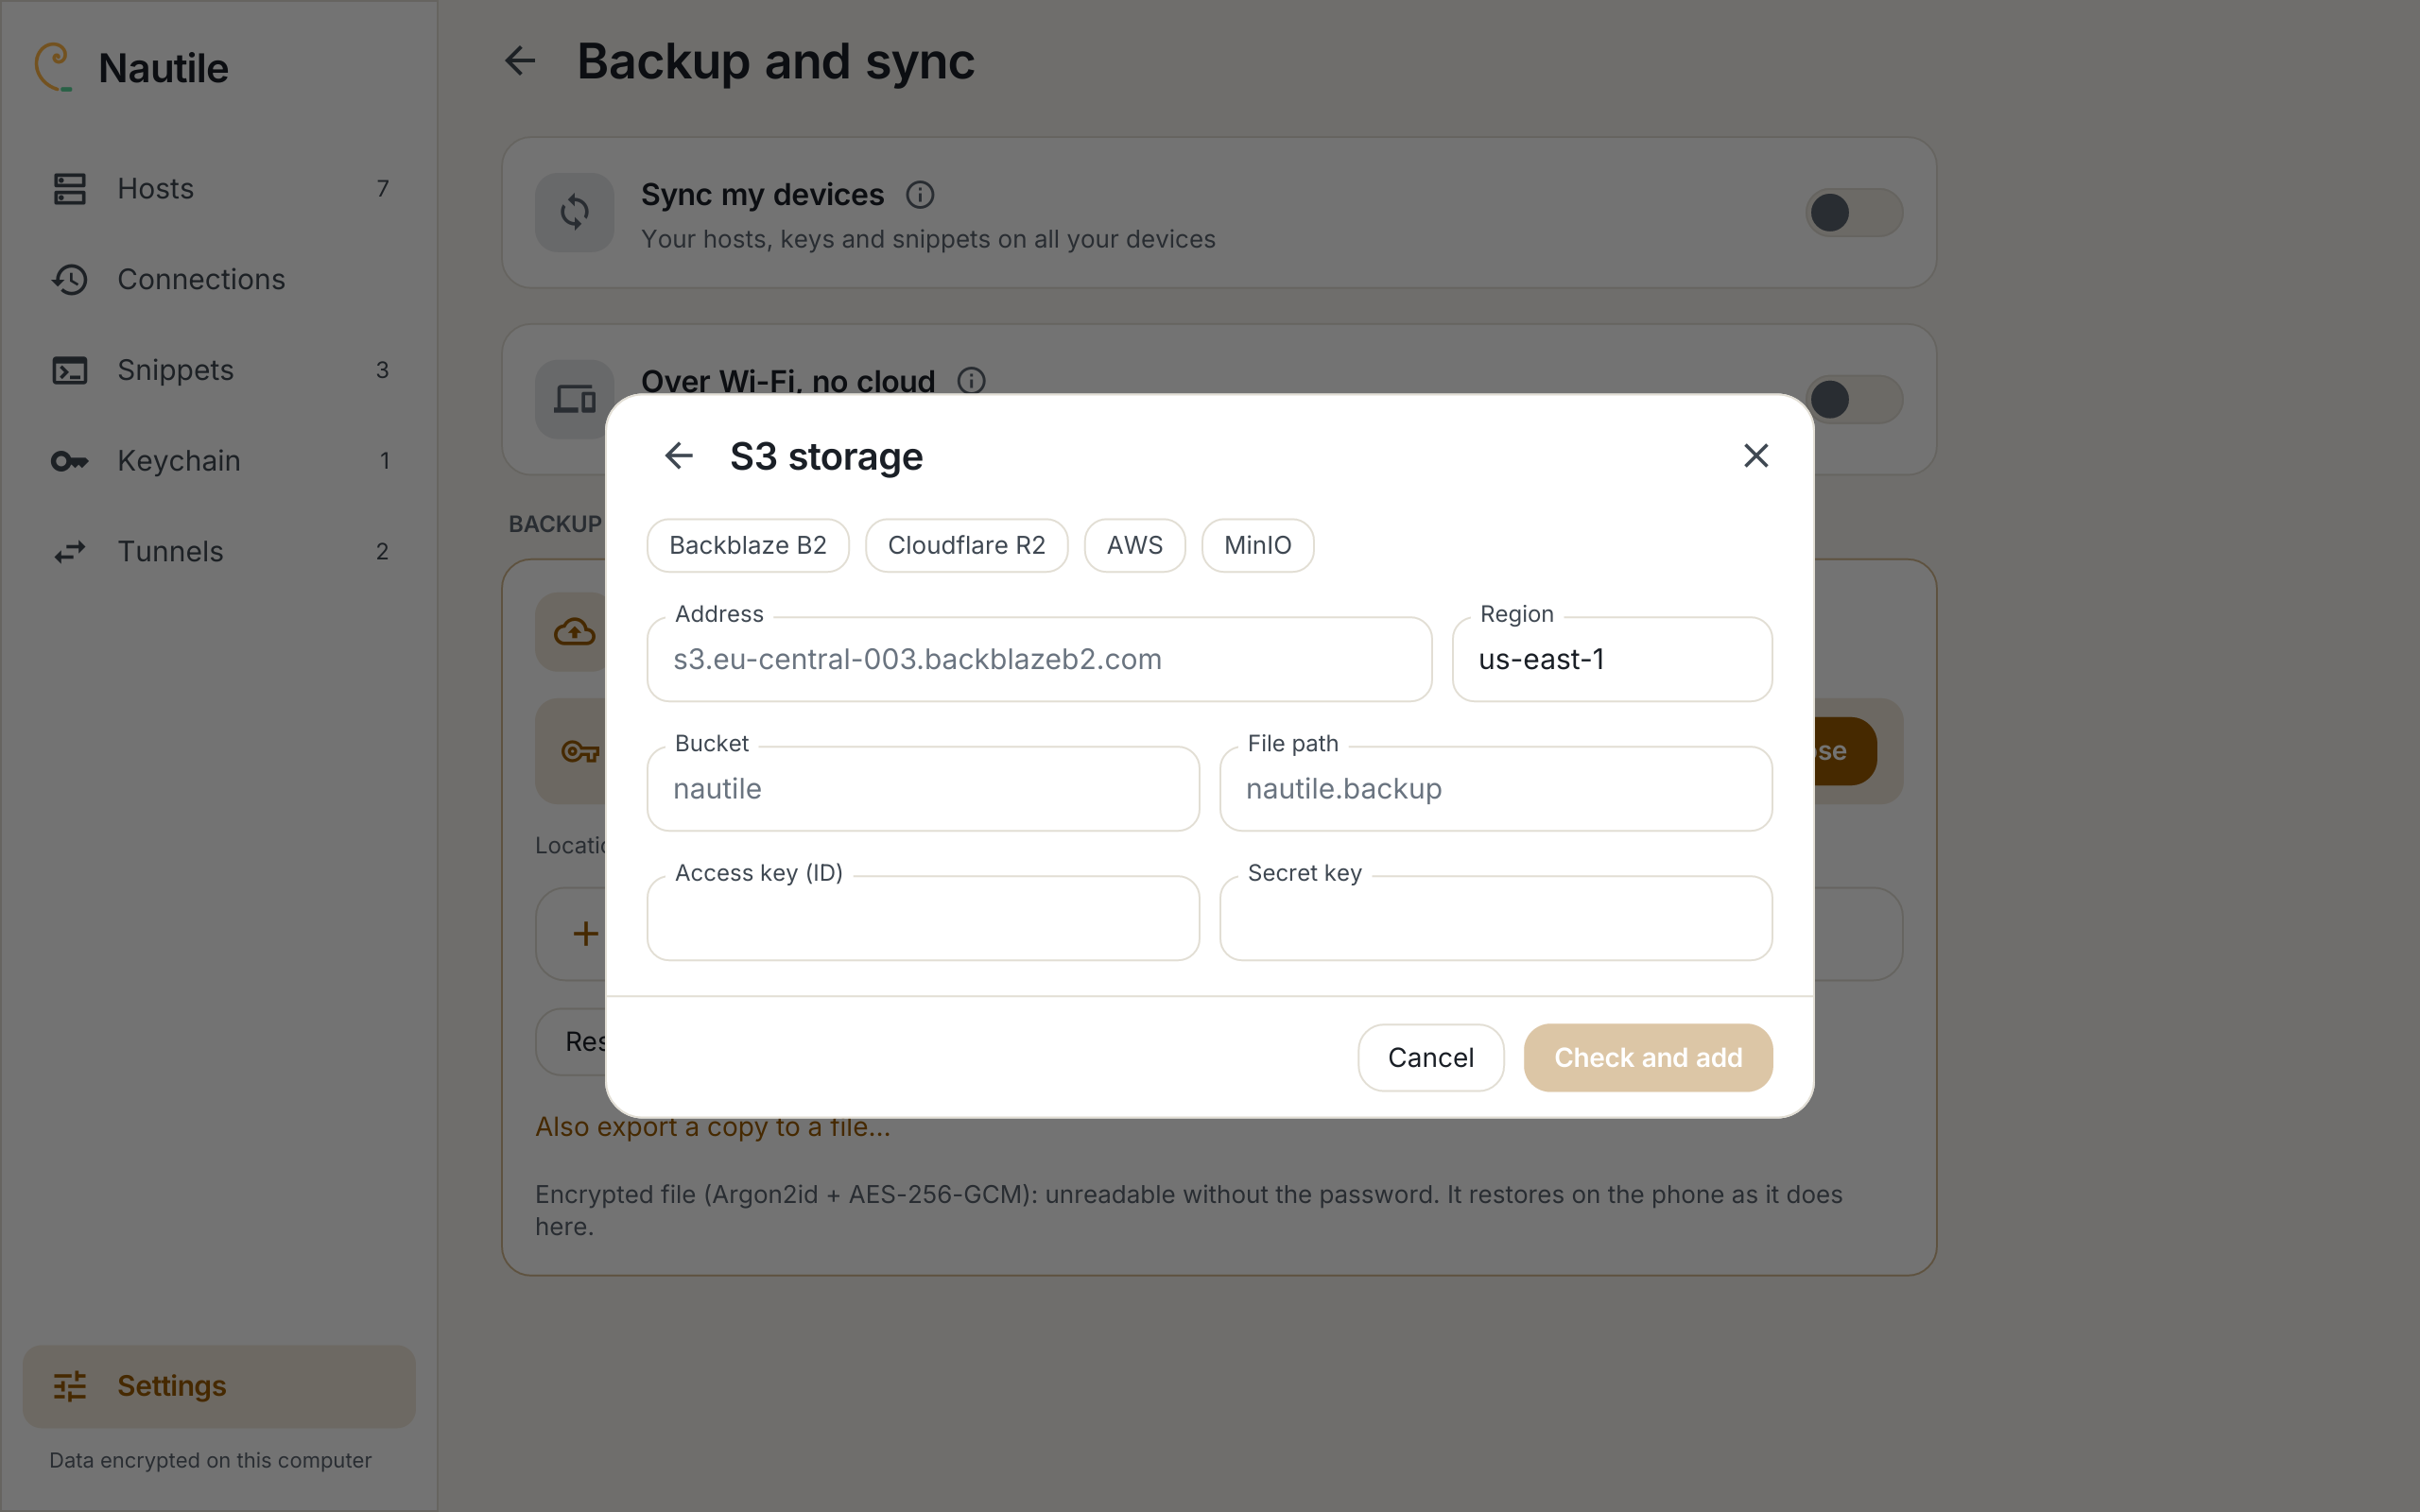 Nautile
Hosts 7
Connections
Snippets 3
Keychain 1
Tunnels 2
Settings
Data encrypted on this computer
Backup and sync
Sync my devices
Your hosts, keys and snippets on all your devices
Over Wi-Fi, no cloud
BACKUP
S3 storage
Backblaze B2 Cloudflare R2 AWS MinIO
Address Region
s3.eu-central-003.backblazeb2.com us-east-1
Bucket File path
nautile nautile.backup
Access key (ID) Secret key
Cancel Check and add
Also export a copy to a file...
Encrypted file (Argon2id + AES-256-GCM): unreadable without the password. It restores on the phone as it does
here.